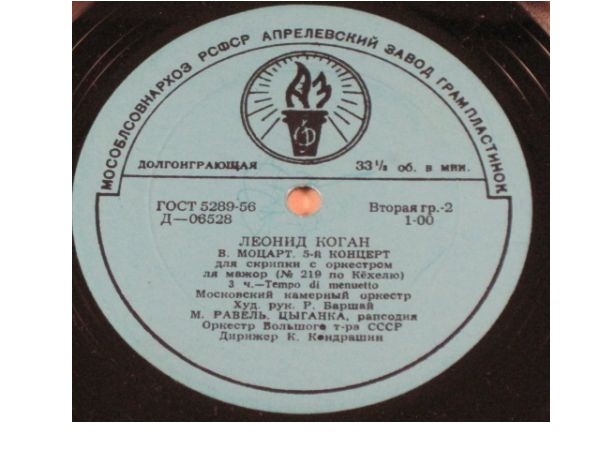 МОСОБЛСОВНАРХОЗ РСФСР АПРЕЛЕВСКИЙ ЗАВОД ГРАМПЛАСТИНОК
АЗ
ДОЛГОИГРАЮЩАЯ 33⅓ об. в мин.
ГОСТ 5289-56 Вторая гр.-2
Д—06528 1-00
ЛЕОНИД КОГАН
В. МОЦАРТ. 5-й КОНЦЕРТ
для скрипки с оркестром
ля мажор (№ 219 по Кёхелю)
3 ч.—Tempo di menuetto
Московский камерный оркестр
Худ. рук. Р. Баршай
М. РАВЕЛЬ. ЦЫГАНКА, рапсодия
Оркестр Большого т-ра СССР
Дирижер К. Кондрашин